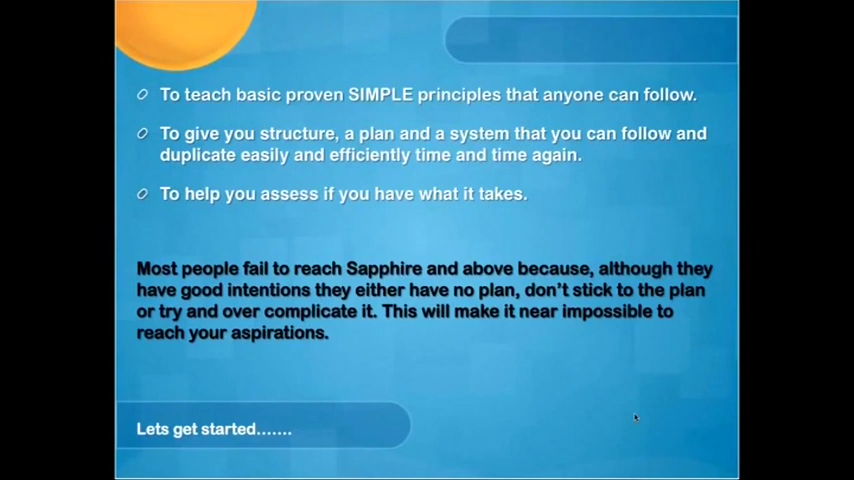 To teach basic proven SIMPLE principles that anyone can follow.
To give you structure, a plan and a system that you can follow and
duplicate easily and efficiently time and time again.
To help you assess if you have what it takes.
Most people fail to reach Sapphire and above because, although they
have good intentions they either have no plan, don't stick to the plan
or try and over complicate it. This will make it near impossible to
reach your aspirations.
Lets get started.......